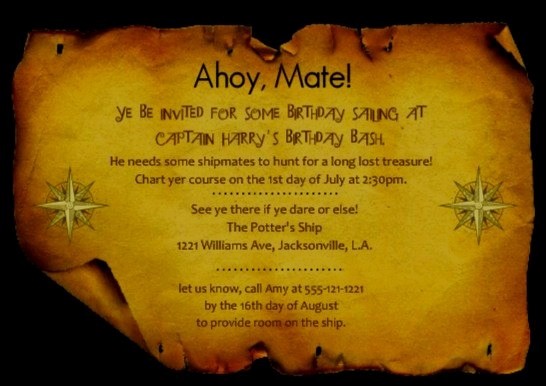 Ahoy, Mate!
YE BE INVITED FOR SOME BIRTHDAY SAILING AT
CAPTAIN HARRY'S BIRTHDAY BASH.
He needs some shipmates to hunt for a long lost treasure!
Chart yer course on the 1st day of July at 2:30pm.
See ye there if ye dare or else!
The Potter's Ship
1221 Williams Ave, Jacksonville, L.A.
let us know, call Amy at 555-121-1221
by the 16th day of August
to provide room on the ship.